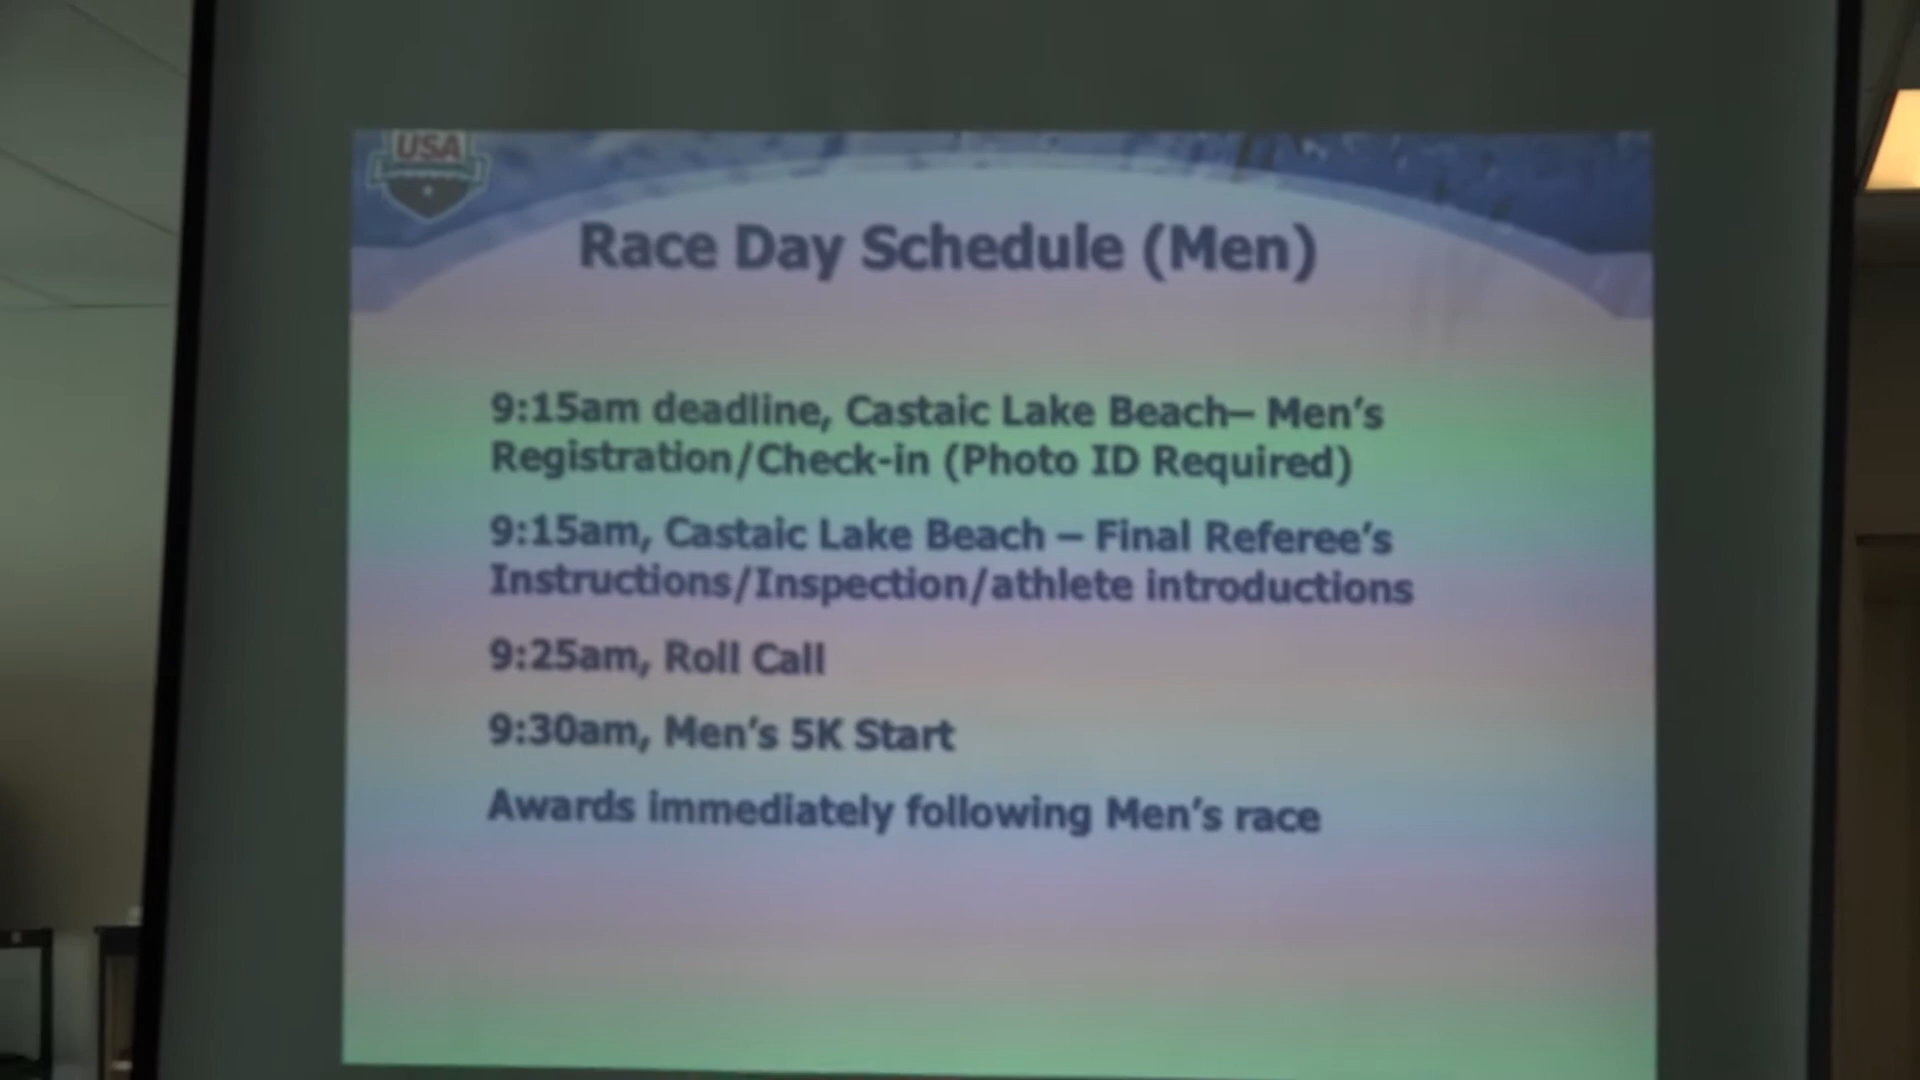 USA
Race Day Schedule (Men)
9:15am deadline, Castaic Lake Beach– Men's
Registration/Check-in (Photo ID Required)
9:15am, Castaic Lake Beach – Final Referee's
Instructions/Inspection/athlete introductions
9:25am, Roll Call
9:30am, Men's 5K Start
Awards immediately following Men's race